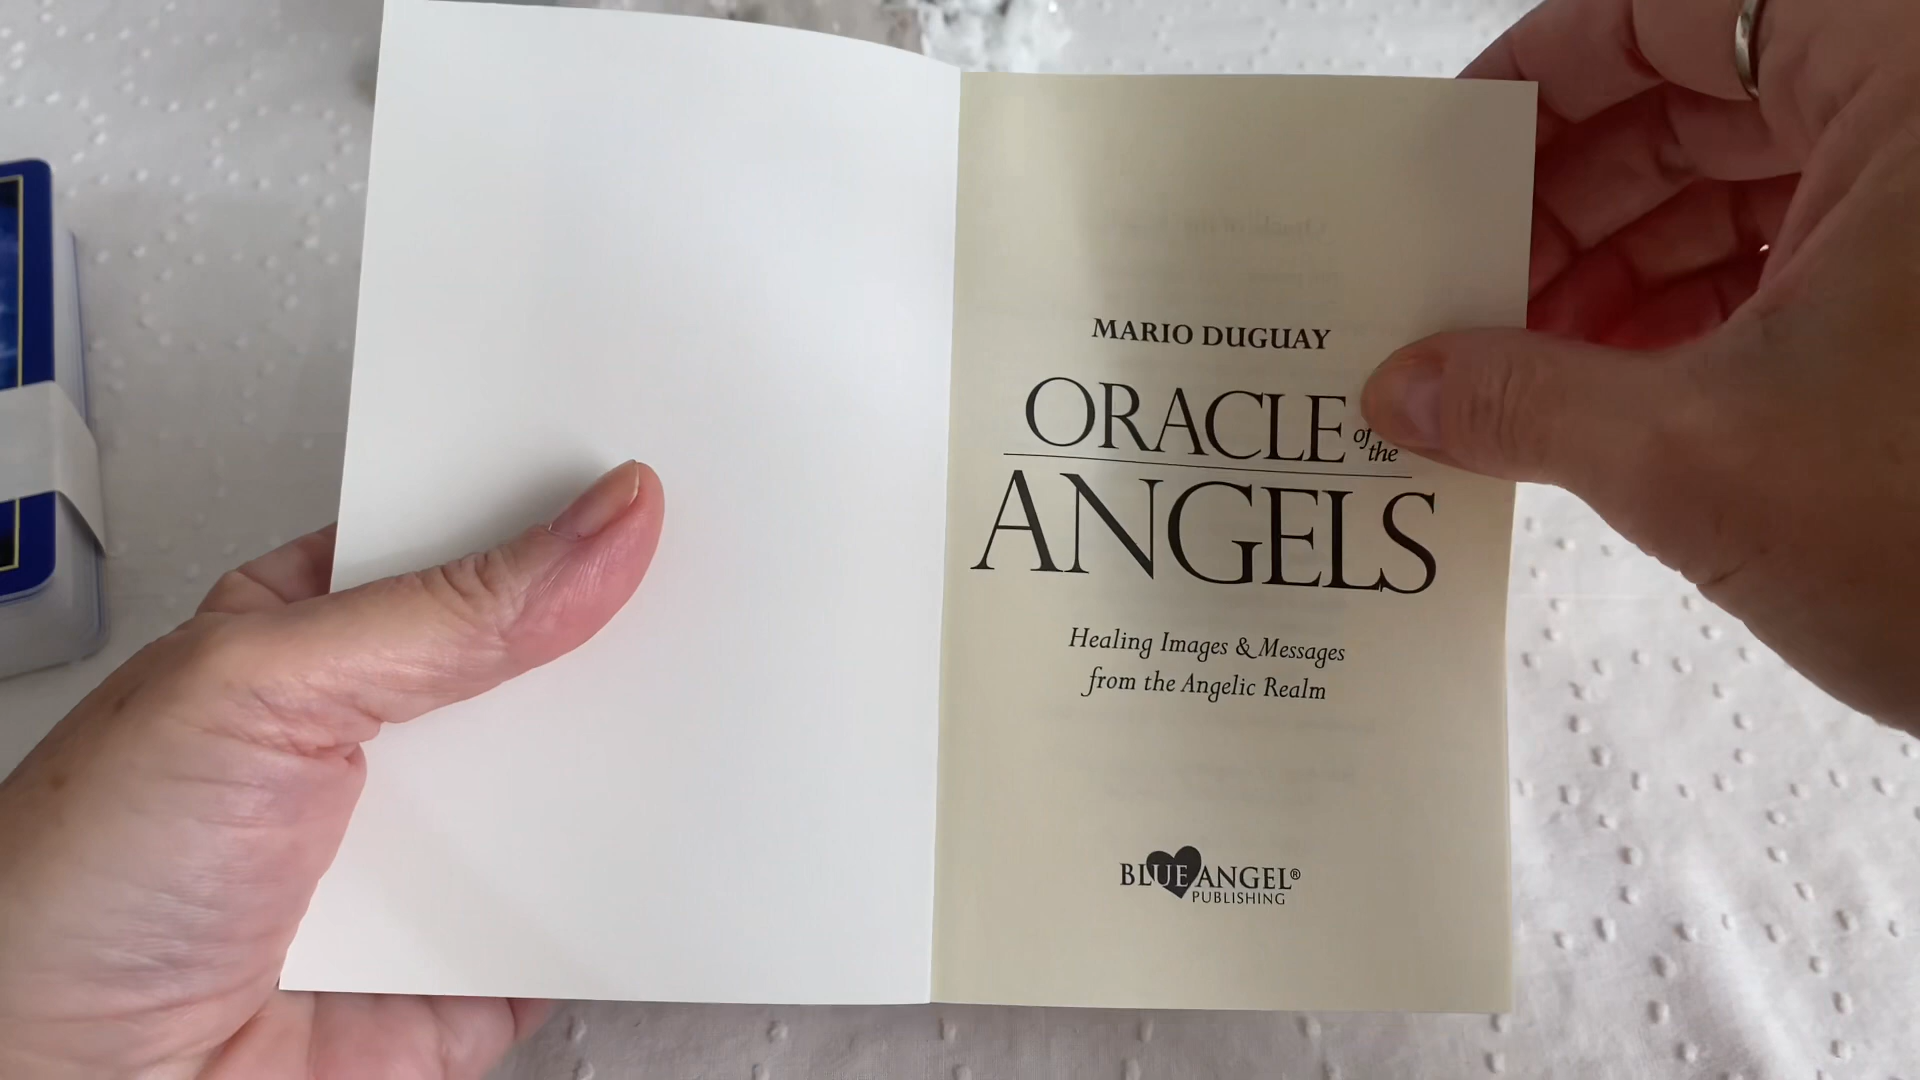 MARIO DUGUAY
ORACLE of the
ANGELS
Healing Images & Messages
from the Angelic Realm
BLUE ANGEL®
PUBLISHING